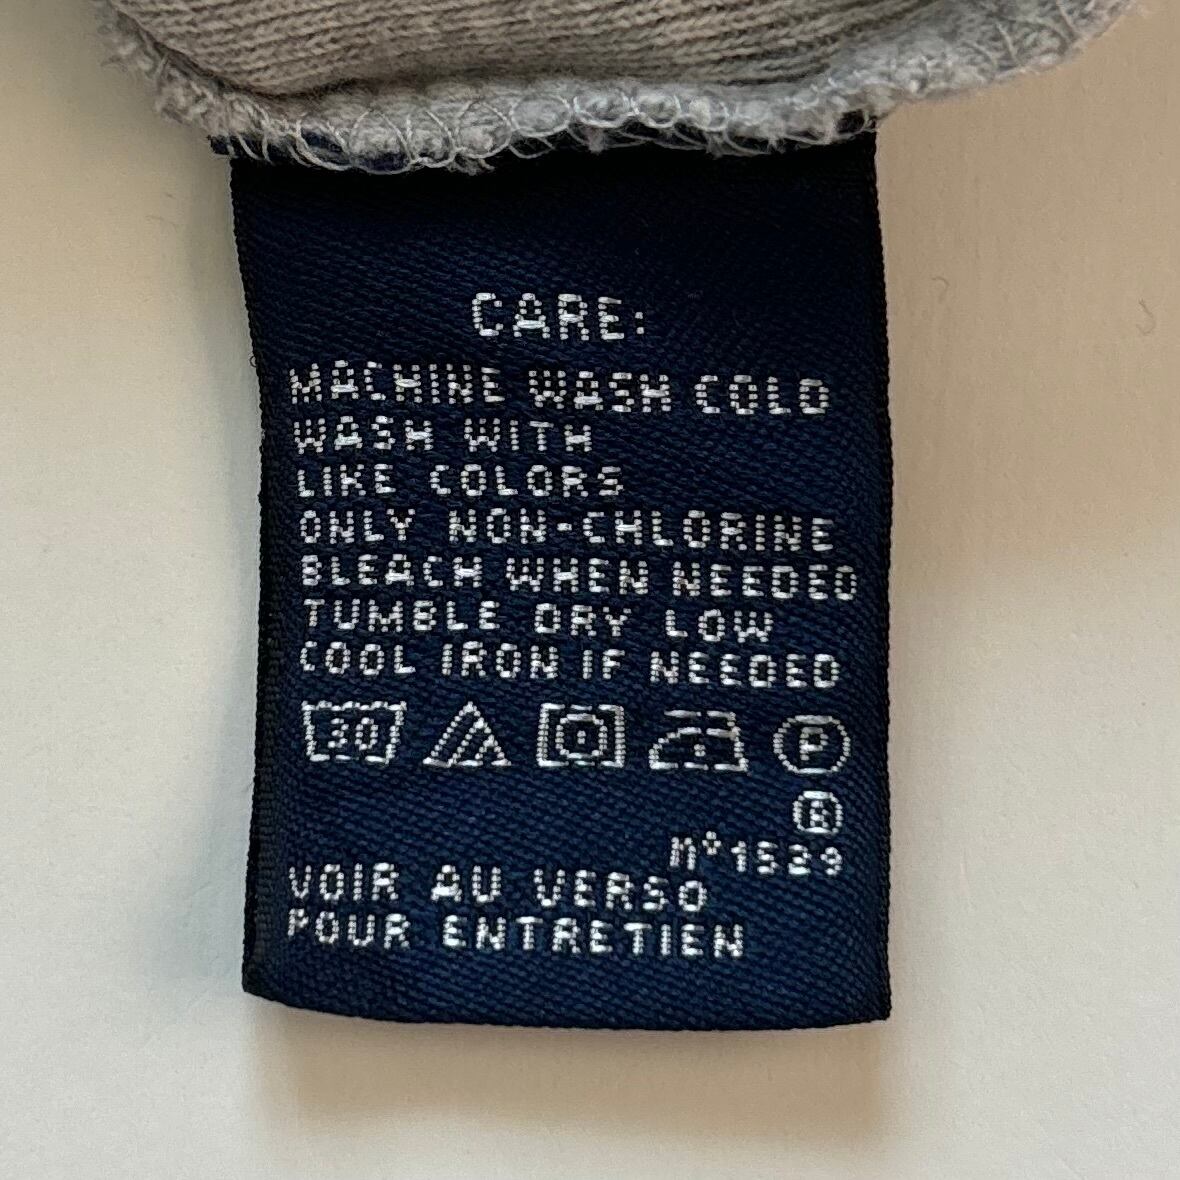 CARE:
MACHINE WASH COLD
WASH WITH
LIKE COLORS
ONLY NON-CHLORINE
BLEACH WHEN NEEDED
TUMBLE DRY LOW
COOL IRON IF NEEDED
30 P
®
N°1529
VOIR AU VERSO
POUR ENTRETIEN